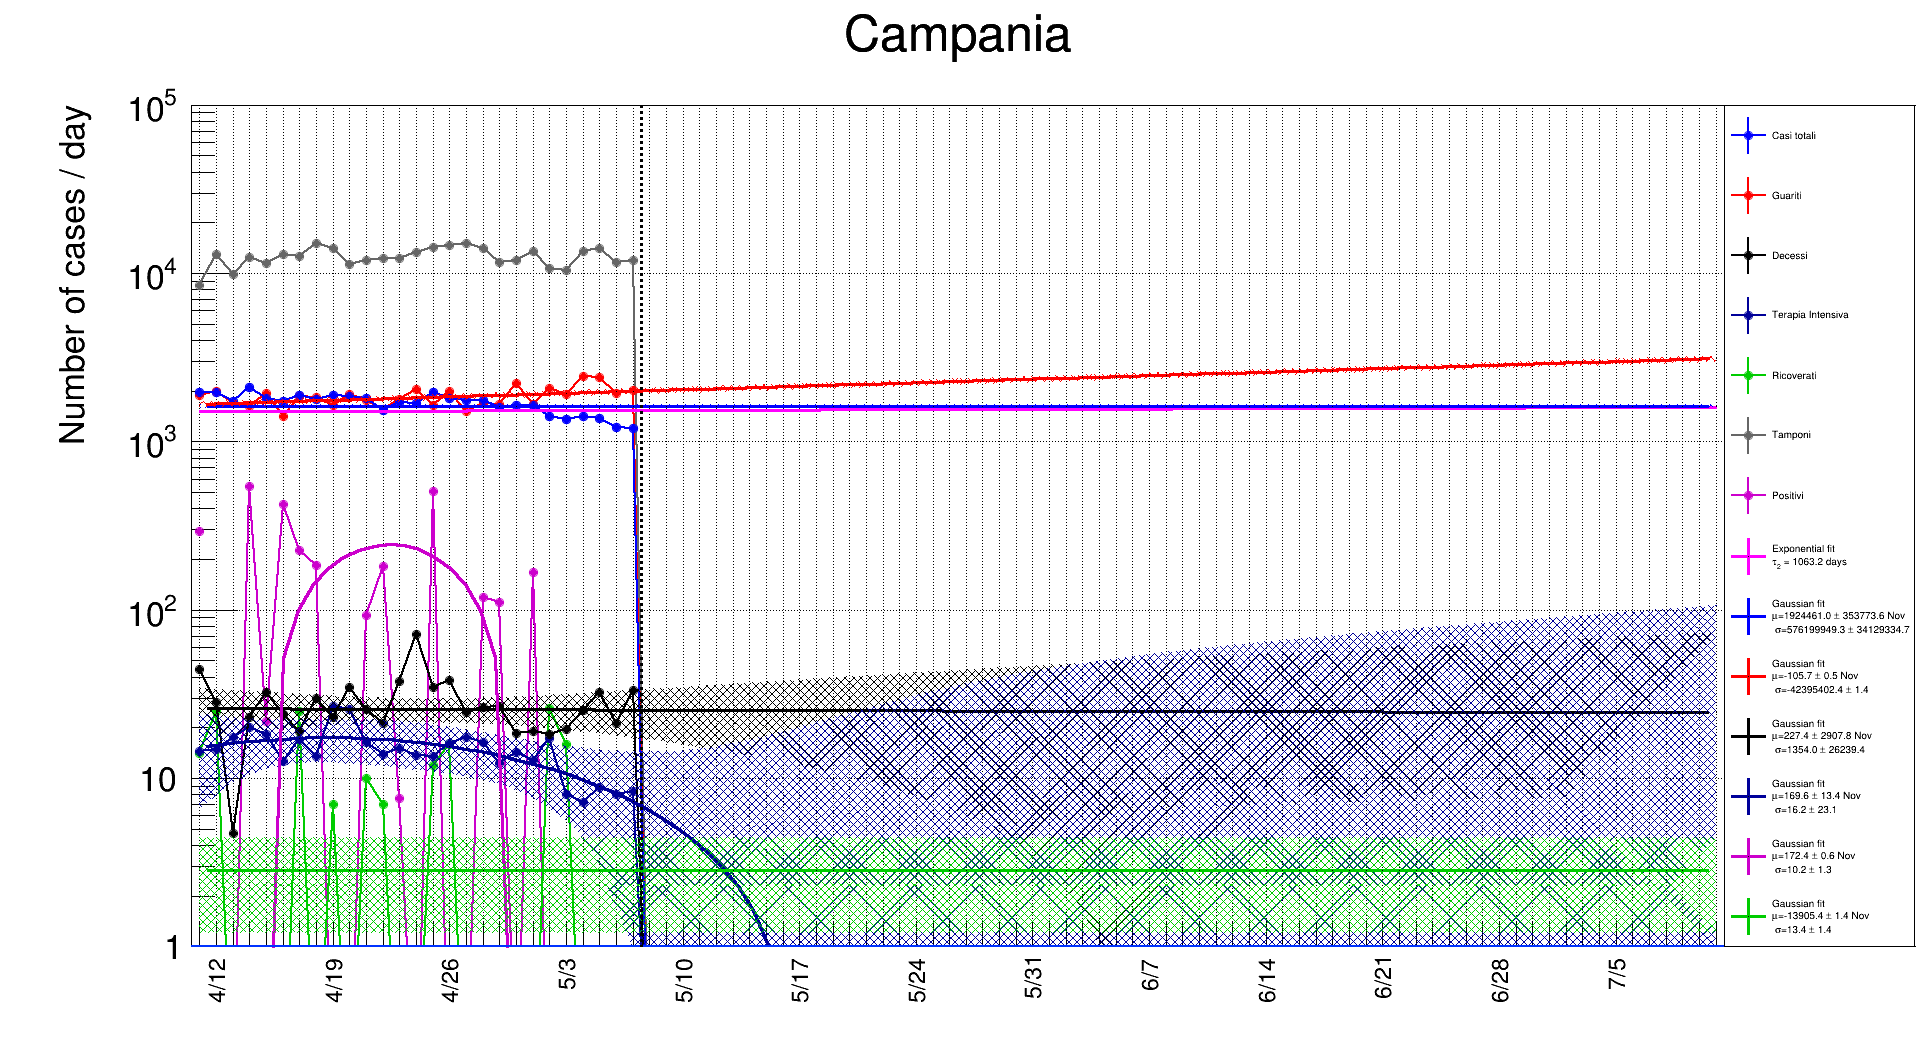 Campania
Number of cases / day
10^5
10^4
10^3
10^2
10
1
4/12
4/19
4/26
5/3
5/10
5/17
5/24
5/31
6/7
6/14
6/21
6/28
7/5
Casi totali
Guariti
Decessi
Terapia Intensiva
Ricoverati
Tamponi
Positivi
Exponential fit
τ_2 = 1063.2 days
Gaussian fit
μ=1924461.0 ± 353773.6 Nov
σ=576199949.3 ± 34129334.7
Gaussian fit
μ=-105.7 ± 0.5 Nov
σ=-42395402.4 ± 1.4
Gaussian fit
μ=227.4 ± 2907.8 Nov
σ=1354.0 ± 26239.4
Gaussian fit
μ=169.6 ± 13.4 Nov
σ=16.2 ± 23.1
Gaussian fit
μ=172.4 ± 0.6 Nov
σ=10.2 ± 1.3
Gaussian fit
μ=-13905.4 ± 1.4 Nov
σ=13.4 ± 1.4